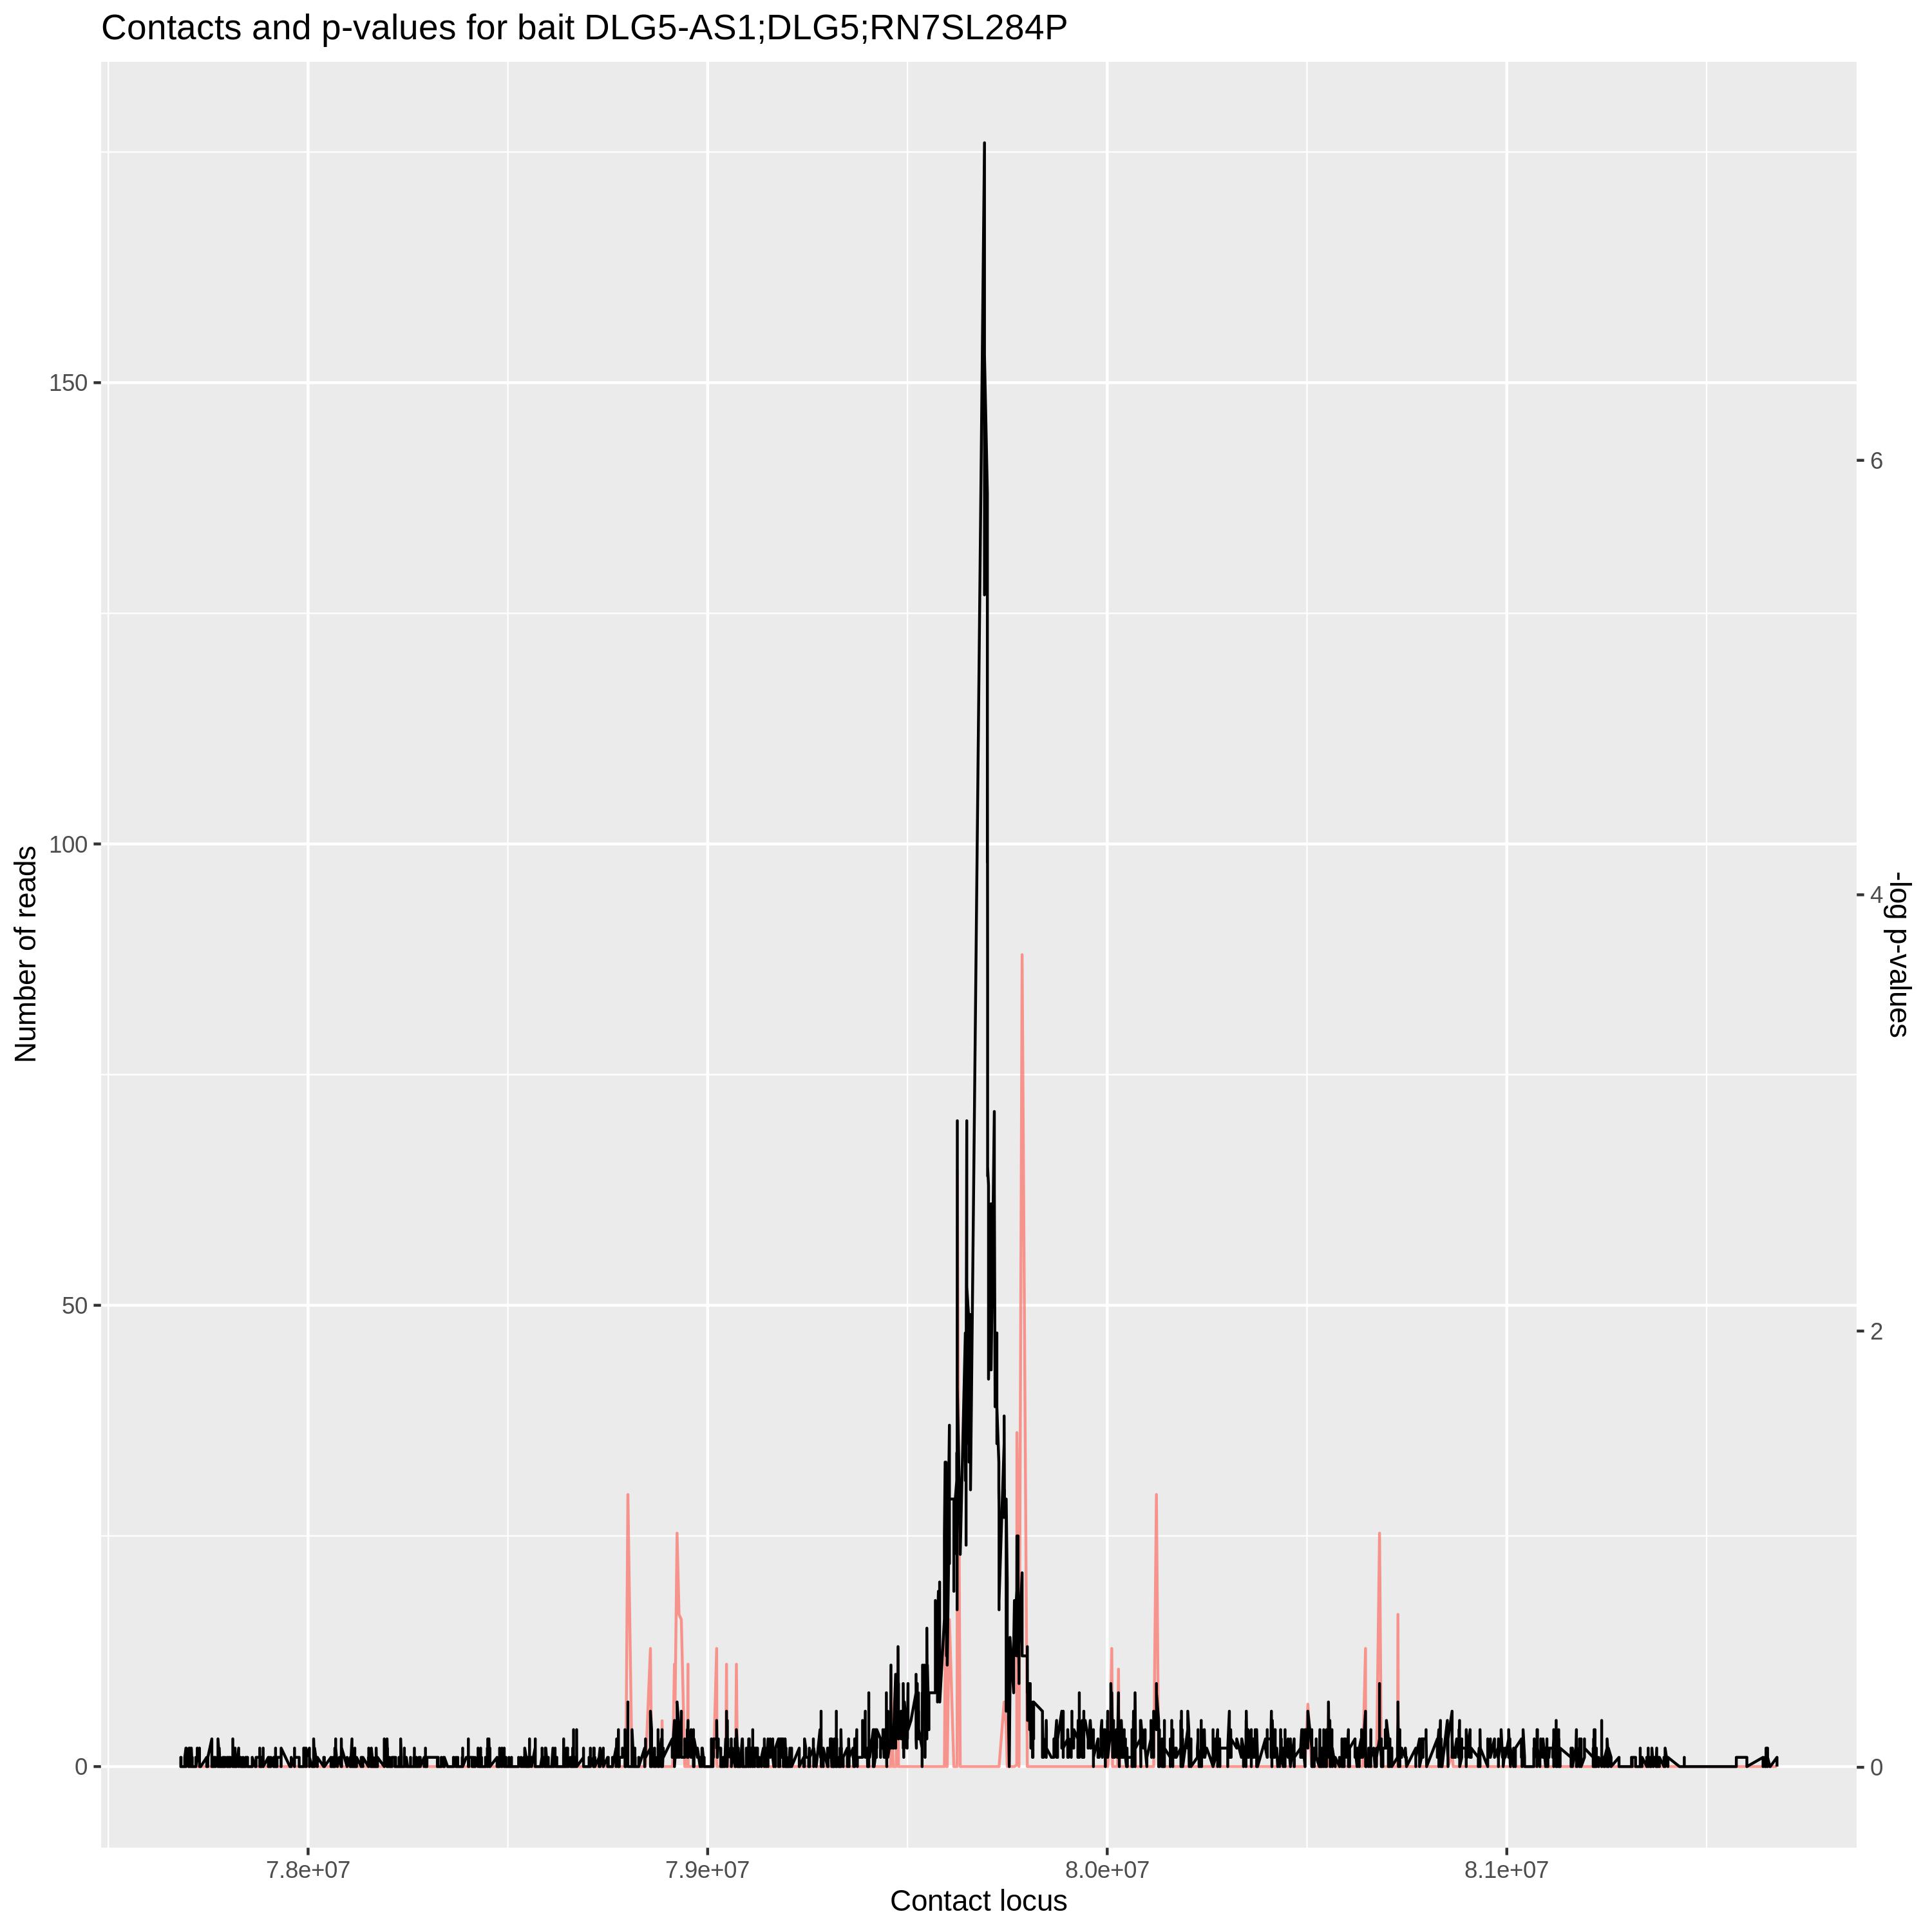 Contacts and p-values for bait DLG5-AS1;DLG5;RN7SL284P
150
100
50
0
Number of reads
6
4
2
0
-log p-values
7.8e+07
7.9e+07
8.0e+07
8.1e+07
Contact locus